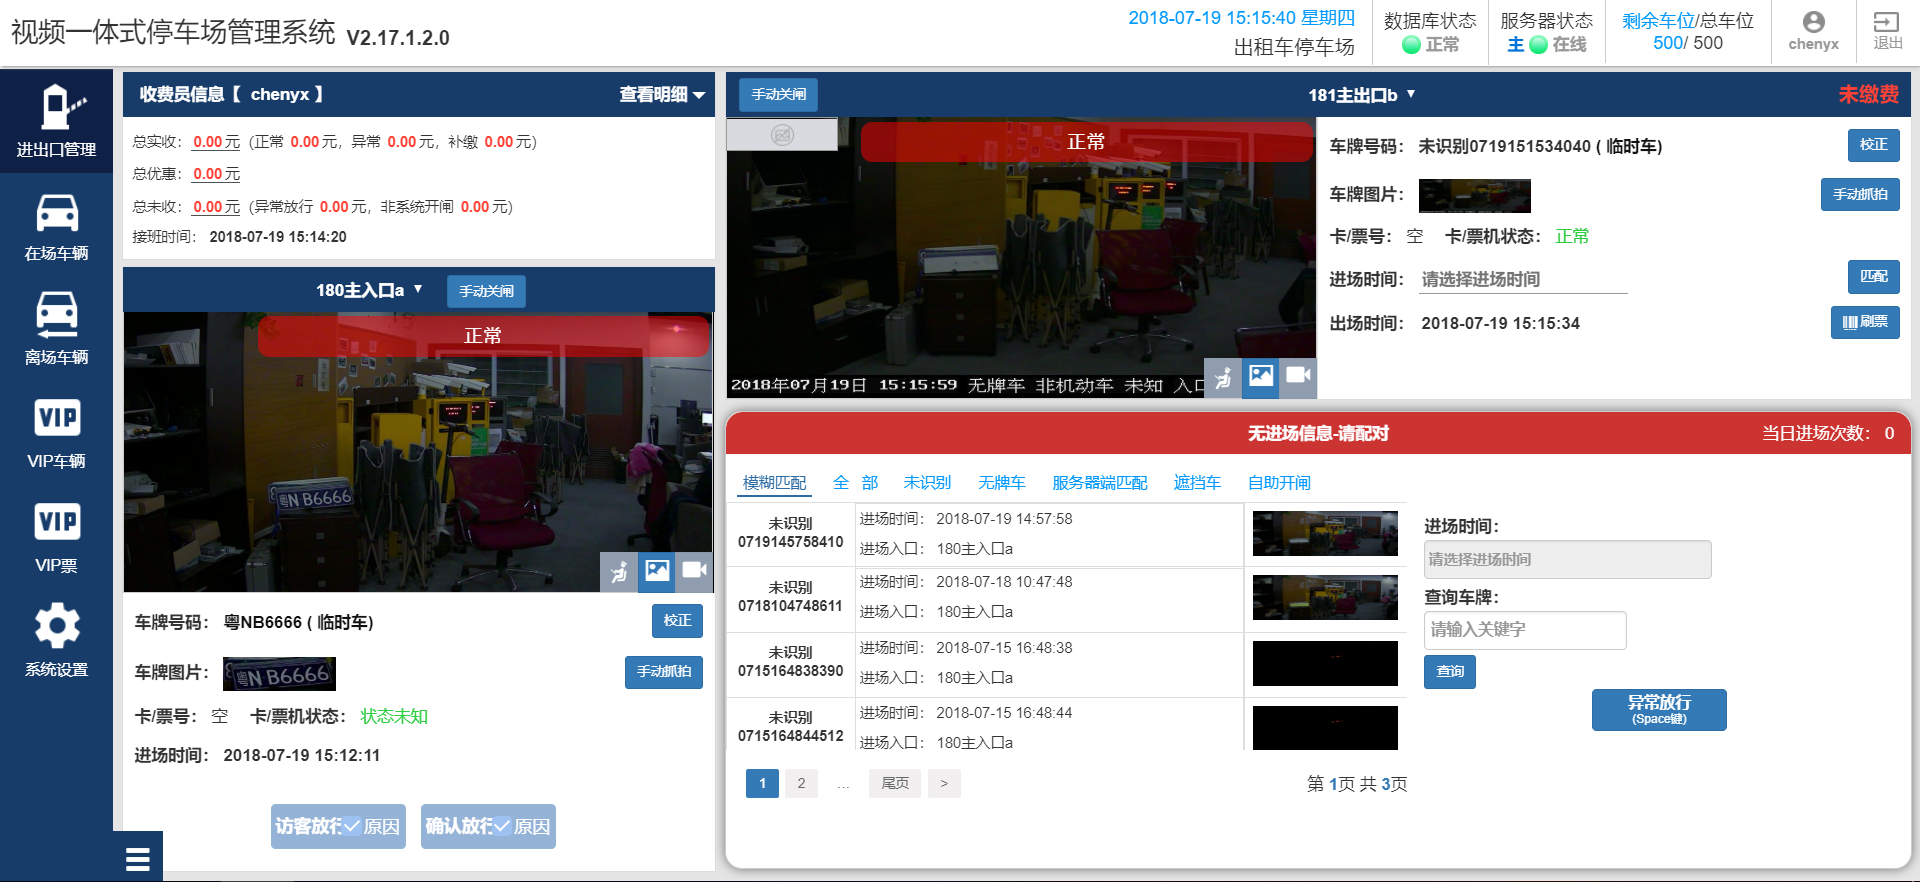 视频一体式停车场管理系统 V2.17.1.2.0
2018-07-19 15:15:40 星期四
出租车停车场
数据库状态
正常
服务器状态
主 在线
剩余车位/总车位
500/ 500
chenyx
退出
进出口管理
在场车辆
离场车辆
VIP
VIP车辆
VIP
VIP票
系统设置
收费员信息【 chenyx 】
查看明细
总实收: 0.00元 (正常 0.00元, 异常 0.00元, 补缴 0.00元)
总优惠: 0.00元
总未收: 0.00元 (异常放行 0.00元, 非系统开闸 0.00元)
接班时间: 2018-07-19 15:14:20
180主入口a ▼
手动关闸
正常
N B6666
车牌号码: 粤NB6666 ( 临时车)
校正
车牌图片:
粤N B6666
手动抓拍
卡/票号: 空 卡/票机状态: 状态未知
进场时间: 2018-07-19 15:12:11
访客放行 原因
确认放行 原因
手动关闸
181主出口b ▼
未缴费
正常
2018年07月19日 15:15:59 无牌车 非机动车 未知 入口
车牌号码: 未识别0719151534040 ( 临时车)
校正
车牌图片:
手动抓拍
卡/票号: 空 卡/票机状态: 正常
进场时间: 请选择进场时间
匹配
出场时间: 2018-07-19 15:15:34
刷票
无进场信息-请配对
当日进场次数: 0
模糊匹配 全 部 未识别 无牌车 服务器端匹配 遮挡车 自助开闸
未识别
0719145758410
进场时间: 2018-07-19 14:57:58
进场入口: 180主入口a
未识别
0718104748611
进场时间: 2018-07-18 10:47:48
进场入口: 180主入口a
未识别
0715164838390
进场时间: 2018-07-15 16:48:38
进场入口: 180主入口a
未识别
0715164844512
进场时间: 2018-07-15 16:48:44
进场入口: 180主入口a
1 2 ... 尾页 >
第 1页 共 3页
进场时间:
请选择进场时间
查询车牌:
请输入关键字
查询
异常放行
(Space键)